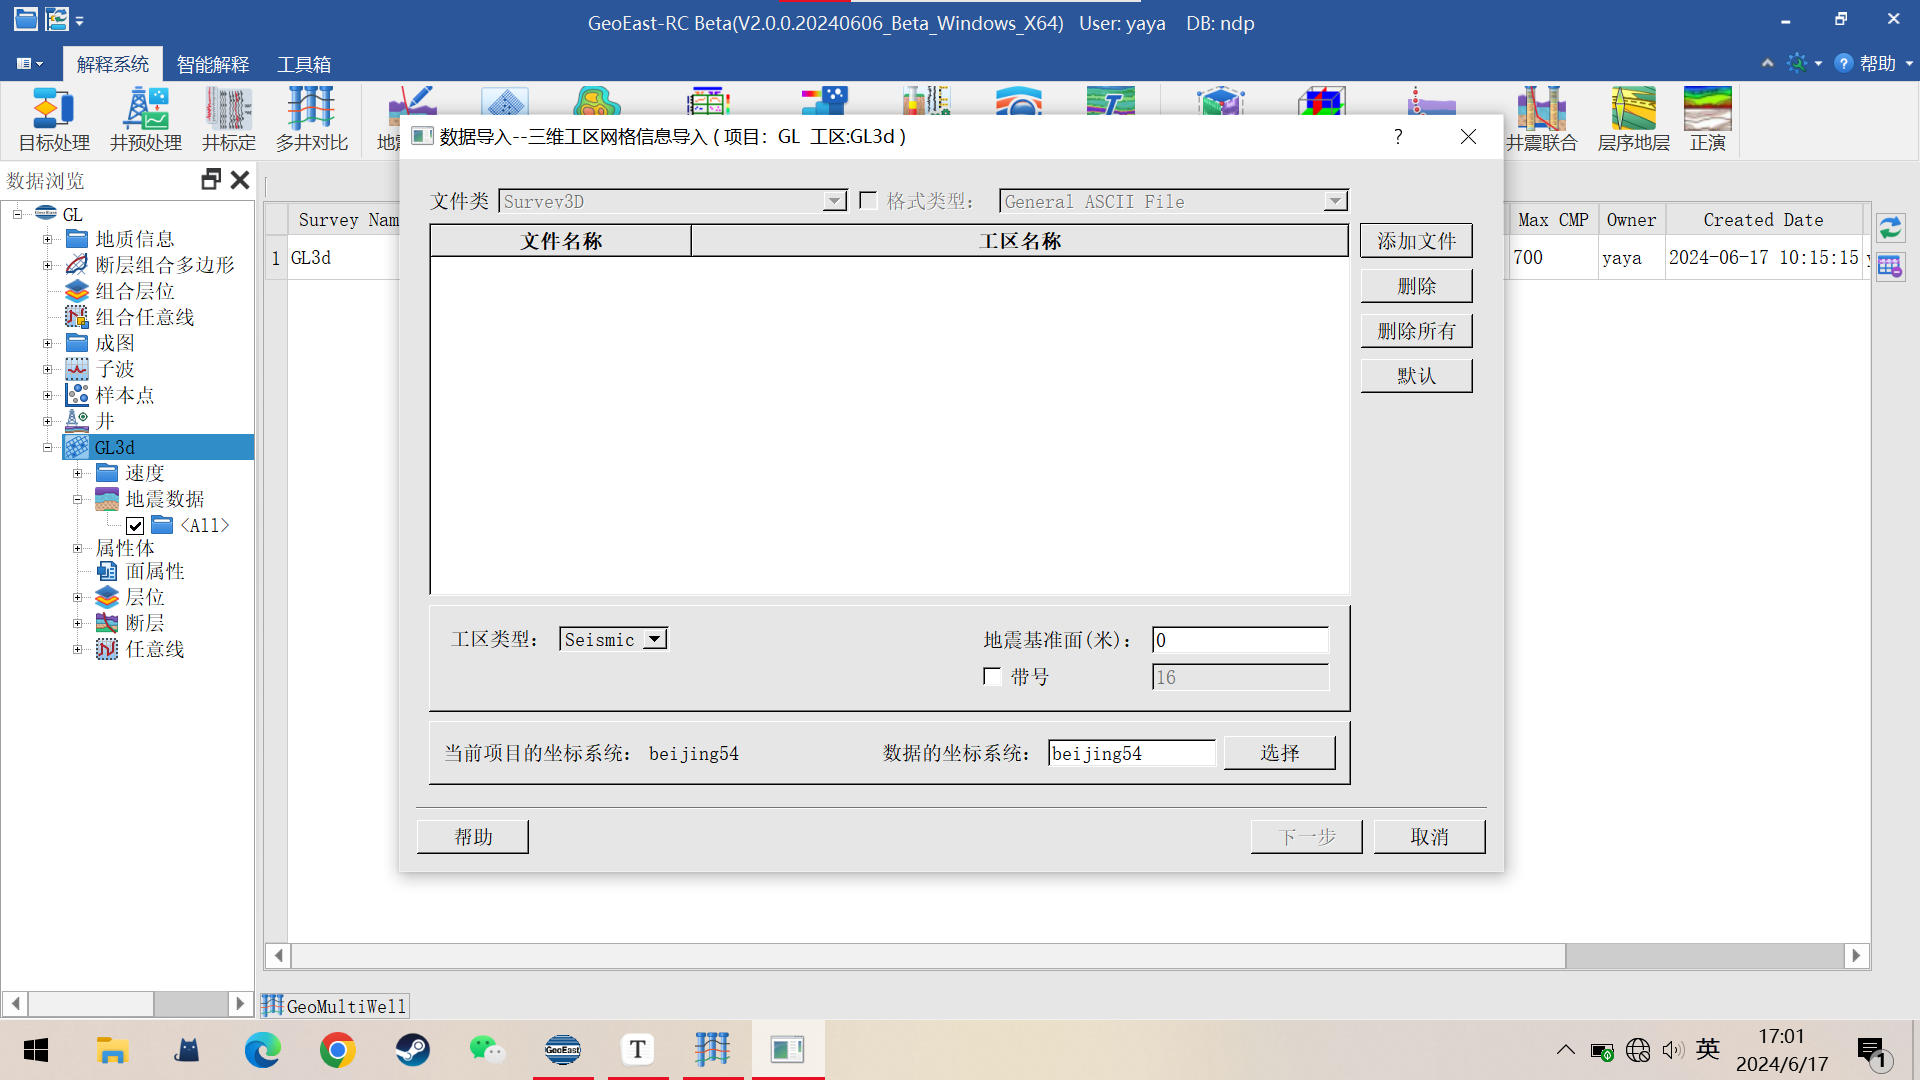 GeoEast-RC Beta(V2.0.0.20240606_Beta_Windows_X64) User: yaya DB: ndp
解释系统 智能解释 工具箱 帮助
目标处理 井预处理 井标定 多井对比 井震联合 层序地层 正演
数据浏览
GL
地质信息
断层组合多边形
组合层位
组合任意线
成图
子波
样本点
井
GL3d
速度
地震数据
<All>
属性体
面属性
层位
断层
任意线
Survey Nam Max CMP Owner Created Date
1 GL3d 700 yaya 2024-06-17 10:15:15
数据导入--三维工区网格信息导入 ( 项目: GL 工区:GL3d )
?
文件类 Survey3D 格式类型: General ASCII File
文件名称 工区名称
添加文件
删除
删除所有
默认
工区类型: Seismic 地震基准面(米): 0
带号 16
当前项目的坐标系统: beijing54 数据的坐标系统: beijing54 选择
帮助 下一步 取消
GeoMultiWell
GeoEast
T
英
17:01
2024/6/17
1